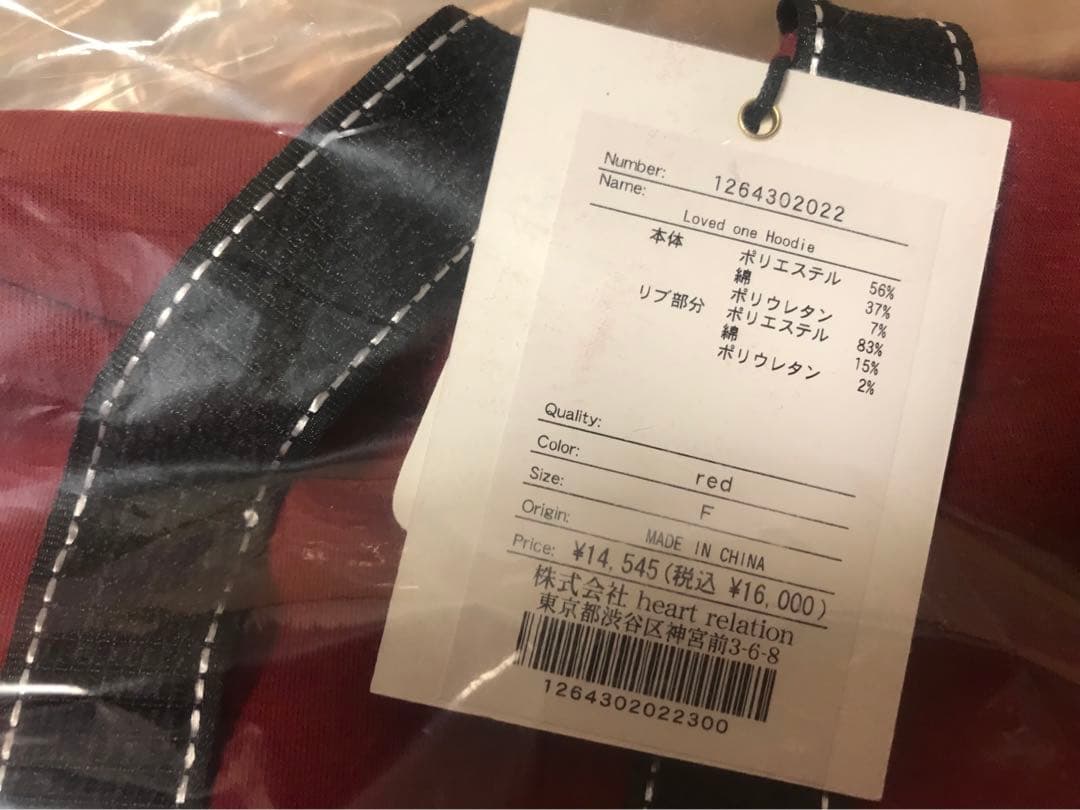 Number: 1264302022
Name: Loved one Hoodie
本体 ポリエステル 56%
綿 37%
ポリウレタン 7%
リブ部分 ポリエステル 83%
綿 15%
ポリウレタン 2%
Quality:
Color: red
Size: F
Origin: MADE IN CHINA
Price: ¥14,545(税込 ¥16,000)
株式会社 heart relation
東京都渋谷区神宮前3-6-8
1264302022300